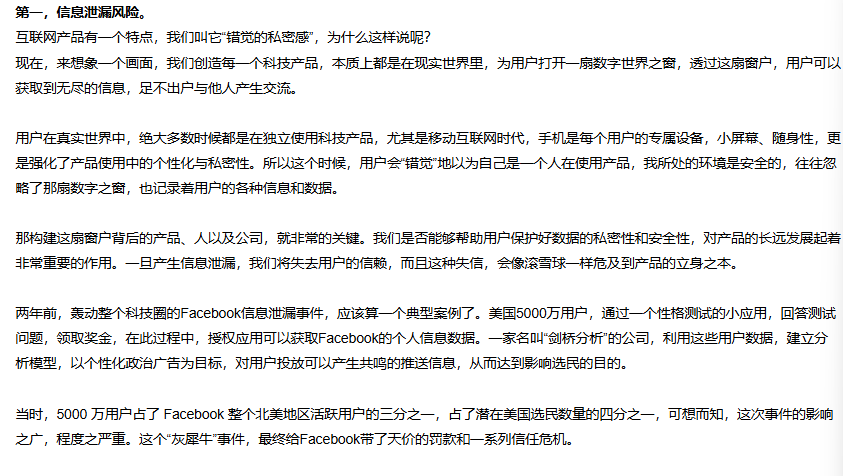 第一，信息泄漏风险。
互联网产品有一个特点，我们叫它“错觉的私密感”，为什么这样说呢？
现在，来想象一个画面，我们创造每一个科技产品，本质上都是在现实世界里，为用户打开一扇数字世界之窗，透过这扇窗户，用户可以
获取到无尽的信息，足不出户与他人产生交流。
用户在真实世界中，绝大多数时候都是在独立使用科技产品，尤其是移动互联网时代，手机是每个用户的专属设备，小屏幕、随身性，更
是强化了产品使用中的个性化与私密性。所以这个时候，用户会“错觉”地以为自己是一个人在使用产品，我所处的环境是安全的，往往忽
略了那扇数字之窗，也记录着用户的各种信息和数据。
那构建这扇窗户背后的产品、人以及公司，就非常的关键。我们是否能够帮助用户保护好数据的私密性和安全性，对产品的长远发展起着
非常重要的作用。一旦产生信息泄漏，我们将失去用户的信赖，而且这种失信，会像滚雪球一样危及到产品的立身之本。
两年前，轰动整个科技圈的Facebook信息泄漏事件，应该算一个典型案例了。美国5000万用户，通过一个性格测试的小应用，回答测试
问题，领取奖金，在此过程中，授权应用可以获取Facebook的个人信息数据。一家名叫“剑桥分析”的公司，利用这些用户数据，建立分
析模型，以个性化政治广告为目标，对用户投放可以产生共鸣的推送信息，从而达到影响选民的目的。
当时，5000 万用户占了 Facebook 整个北美地区活跃用户的三分之一，占了潜在美国选民数量的四分之一，可想而知，这次事件的影响
之广，程度之严重。这个“灰犀牛”事件，最终给Facebook带了天价的罚款和一系列信任危机。